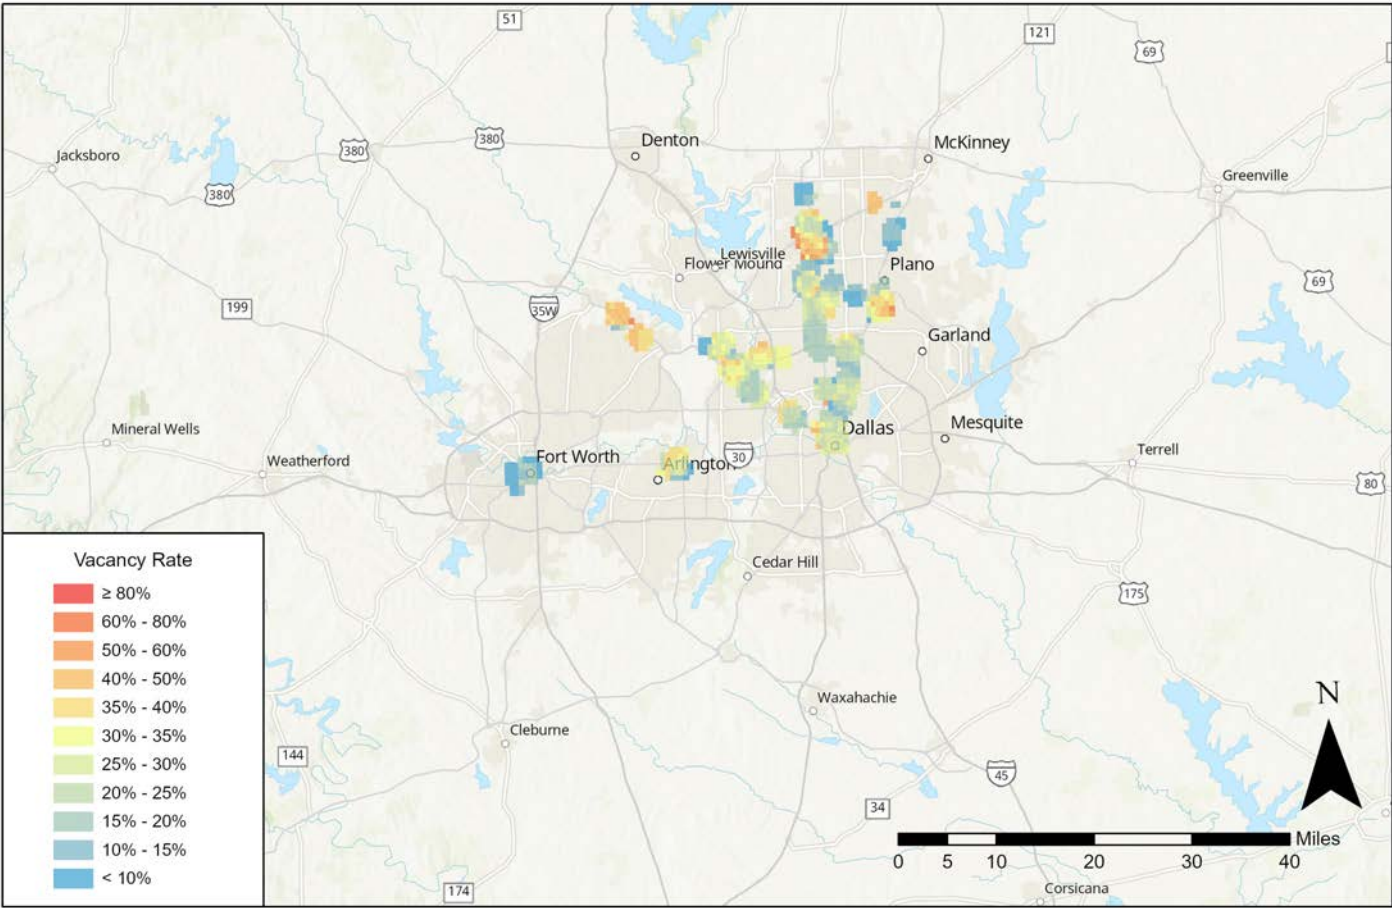 51
121
69
Denton
McKinney
380
380
Jacksboro
380
Greenville
Lewisville
Flower Mound
Plano
69
199
35W
Garland
Mineral Wells
Dallas
Mesquite
Weatherford
Fort Worth
Arlington
30
Terrell
80
Vacancy Rate
≥ 80%
60% - 80%
50% - 60%
40% - 50%
35% - 40%
30% - 35%
25% - 30%
20% - 25%
15% - 20%
10% - 15%
< 10%
Cedar Hill
175
Waxahachie
N
Cleburne
144
45
34
Miles
0 5 10 20 30 40
174
Corsicana